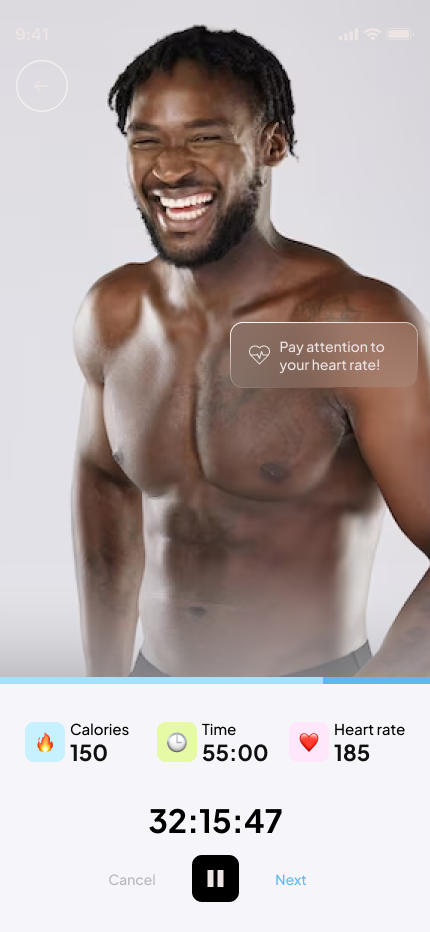 9:41
Pay attention to
your heart rate!
Calories
150
Time
55:00
Heart rate
185
32:15:47
Cancel
Next